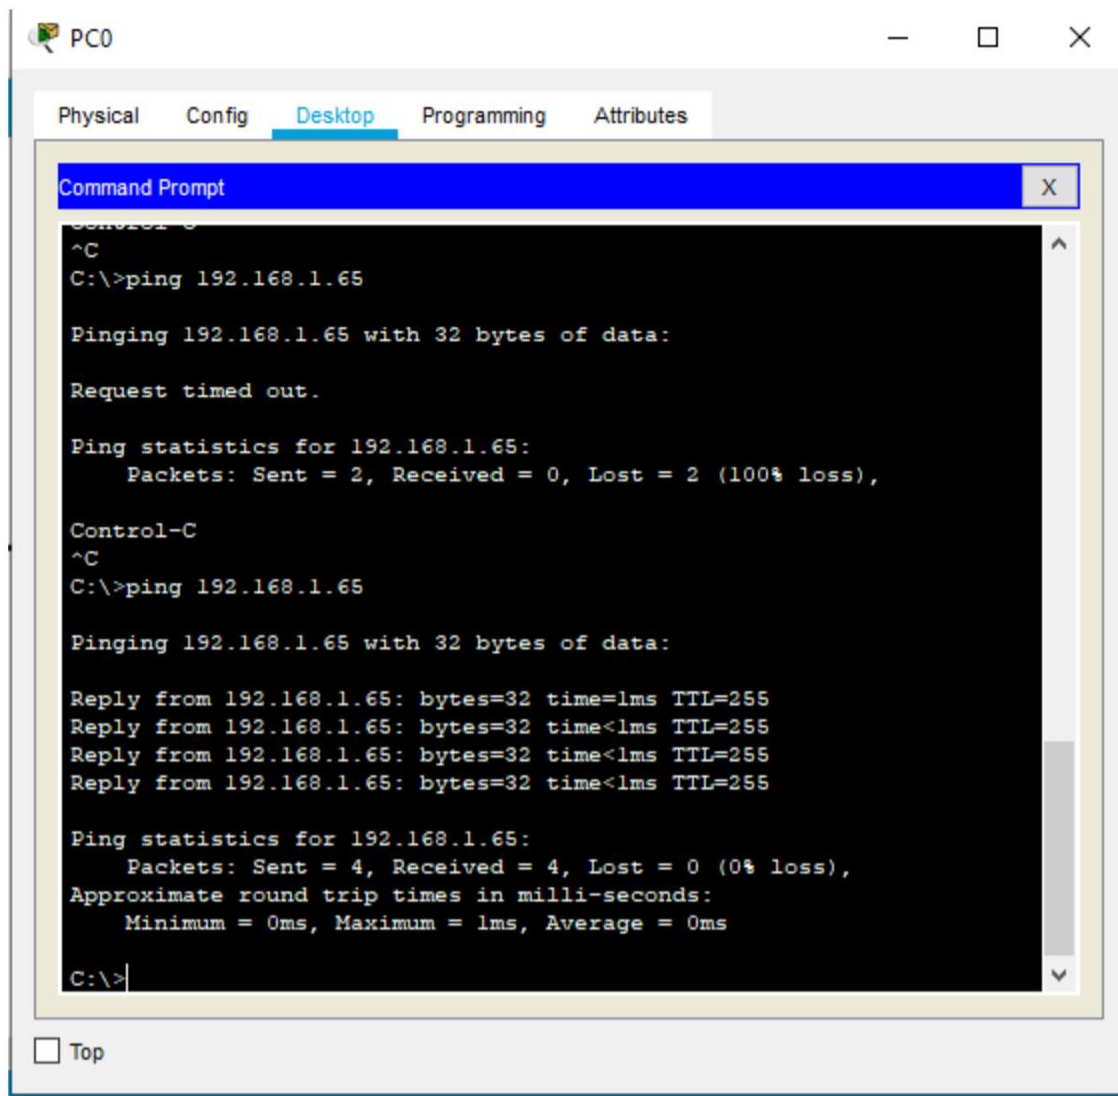 PC0
Physical Config Desktop Programming Attributes
Command Prompt X
Control-C
^C
C:\>ping 192.168.1.65
Pinging 192.168.1.65 with 32 bytes of data:
Request timed out.
Ping statistics for 192.168.1.65:
Packets: Sent = 2, Received = 0, Lost = 2 (100% loss),
Control-C
^C
C:\>ping 192.168.1.65
Pinging 192.168.1.65 with 32 bytes of data:
Reply from 192.168.1.65: bytes=32 time=1ms TTL=255
Reply from 192.168.1.65: bytes=32 time<1ms TTL=255
Reply from 192.168.1.65: bytes=32 time<1ms TTL=255
Reply from 192.168.1.65: bytes=32 time<1ms TTL=255
Ping statistics for 192.168.1.65:
Packets: Sent = 4, Received = 4, Lost = 0 (0% loss),
Approximate round trip times in milli-seconds:
Minimum = 0ms, Maximum = 1ms, Average = 0ms
C:\>
Top